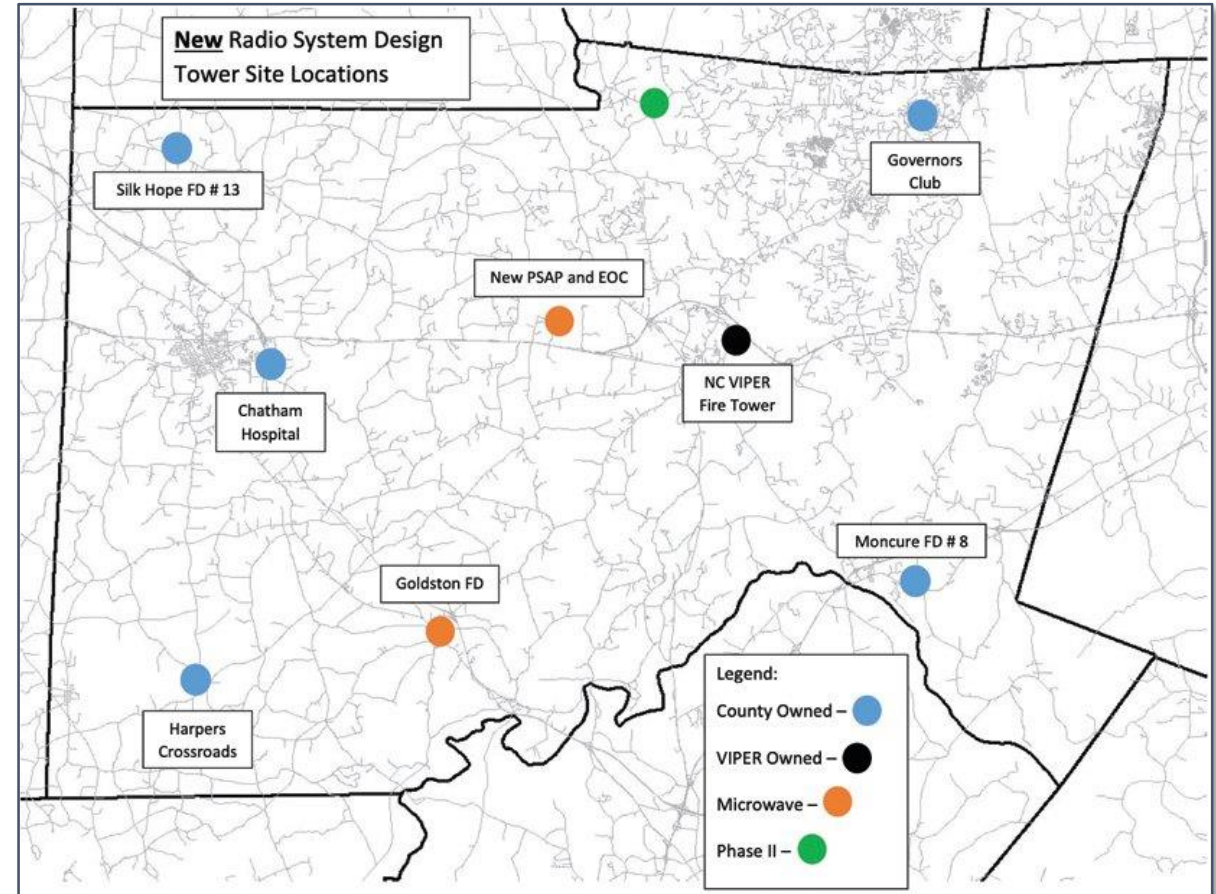 New Radio System Design
Tower Site Locations
Silk Hope FD # 13
Governors
Club
New PSAP and EOC
NC VIPER
Fire Tower
Chatham
Hospital
Moncure FD # 8
Goldston FD
Harpers
Crossroads
Legend:
County Owned –
VIPER Owned –
Microwave –
Phase II –